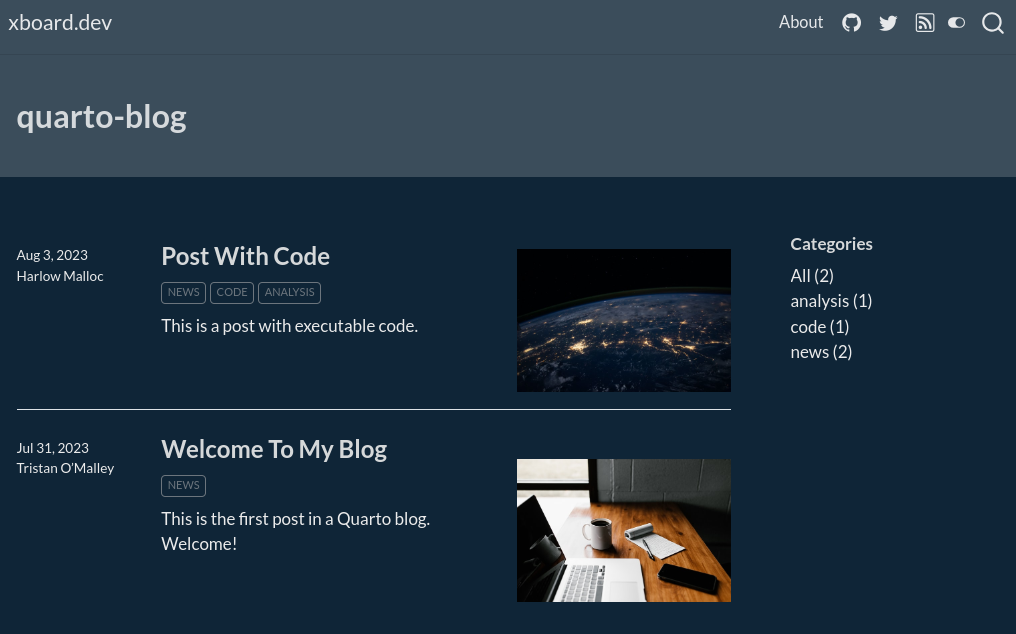 xboard.dev
About
quarto-blog
Aug 3, 2023
Harlow Malloc
Post With Code
NEWS CODE ANALYSIS
This is a post with executable code.
Jul 31, 2023
Tristan O'Malley
Welcome To My Blog
NEWS
This is the first post in a Quarto blog.
Welcome!
Categories
All (2)
analysis (1)
code (1)
news (2)